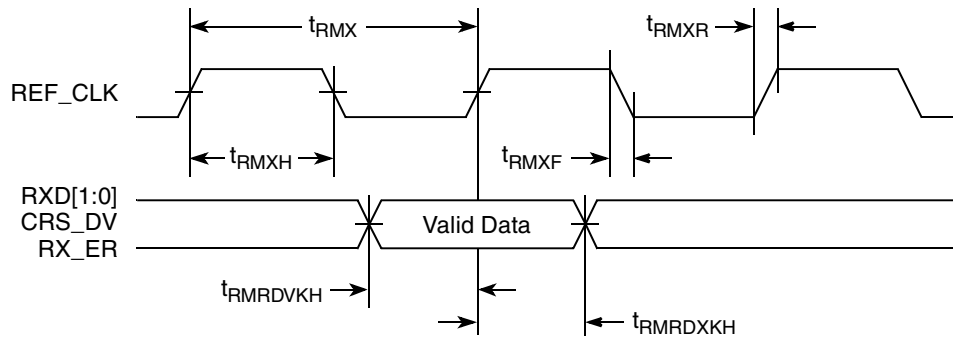 tRMX
tRMXR
REF_CLK
tRMXH
tRMXF
RXD[1:0]
CRS_DV
Valid Data
RX_ER
tRMRDVKH
tRMRDXKH